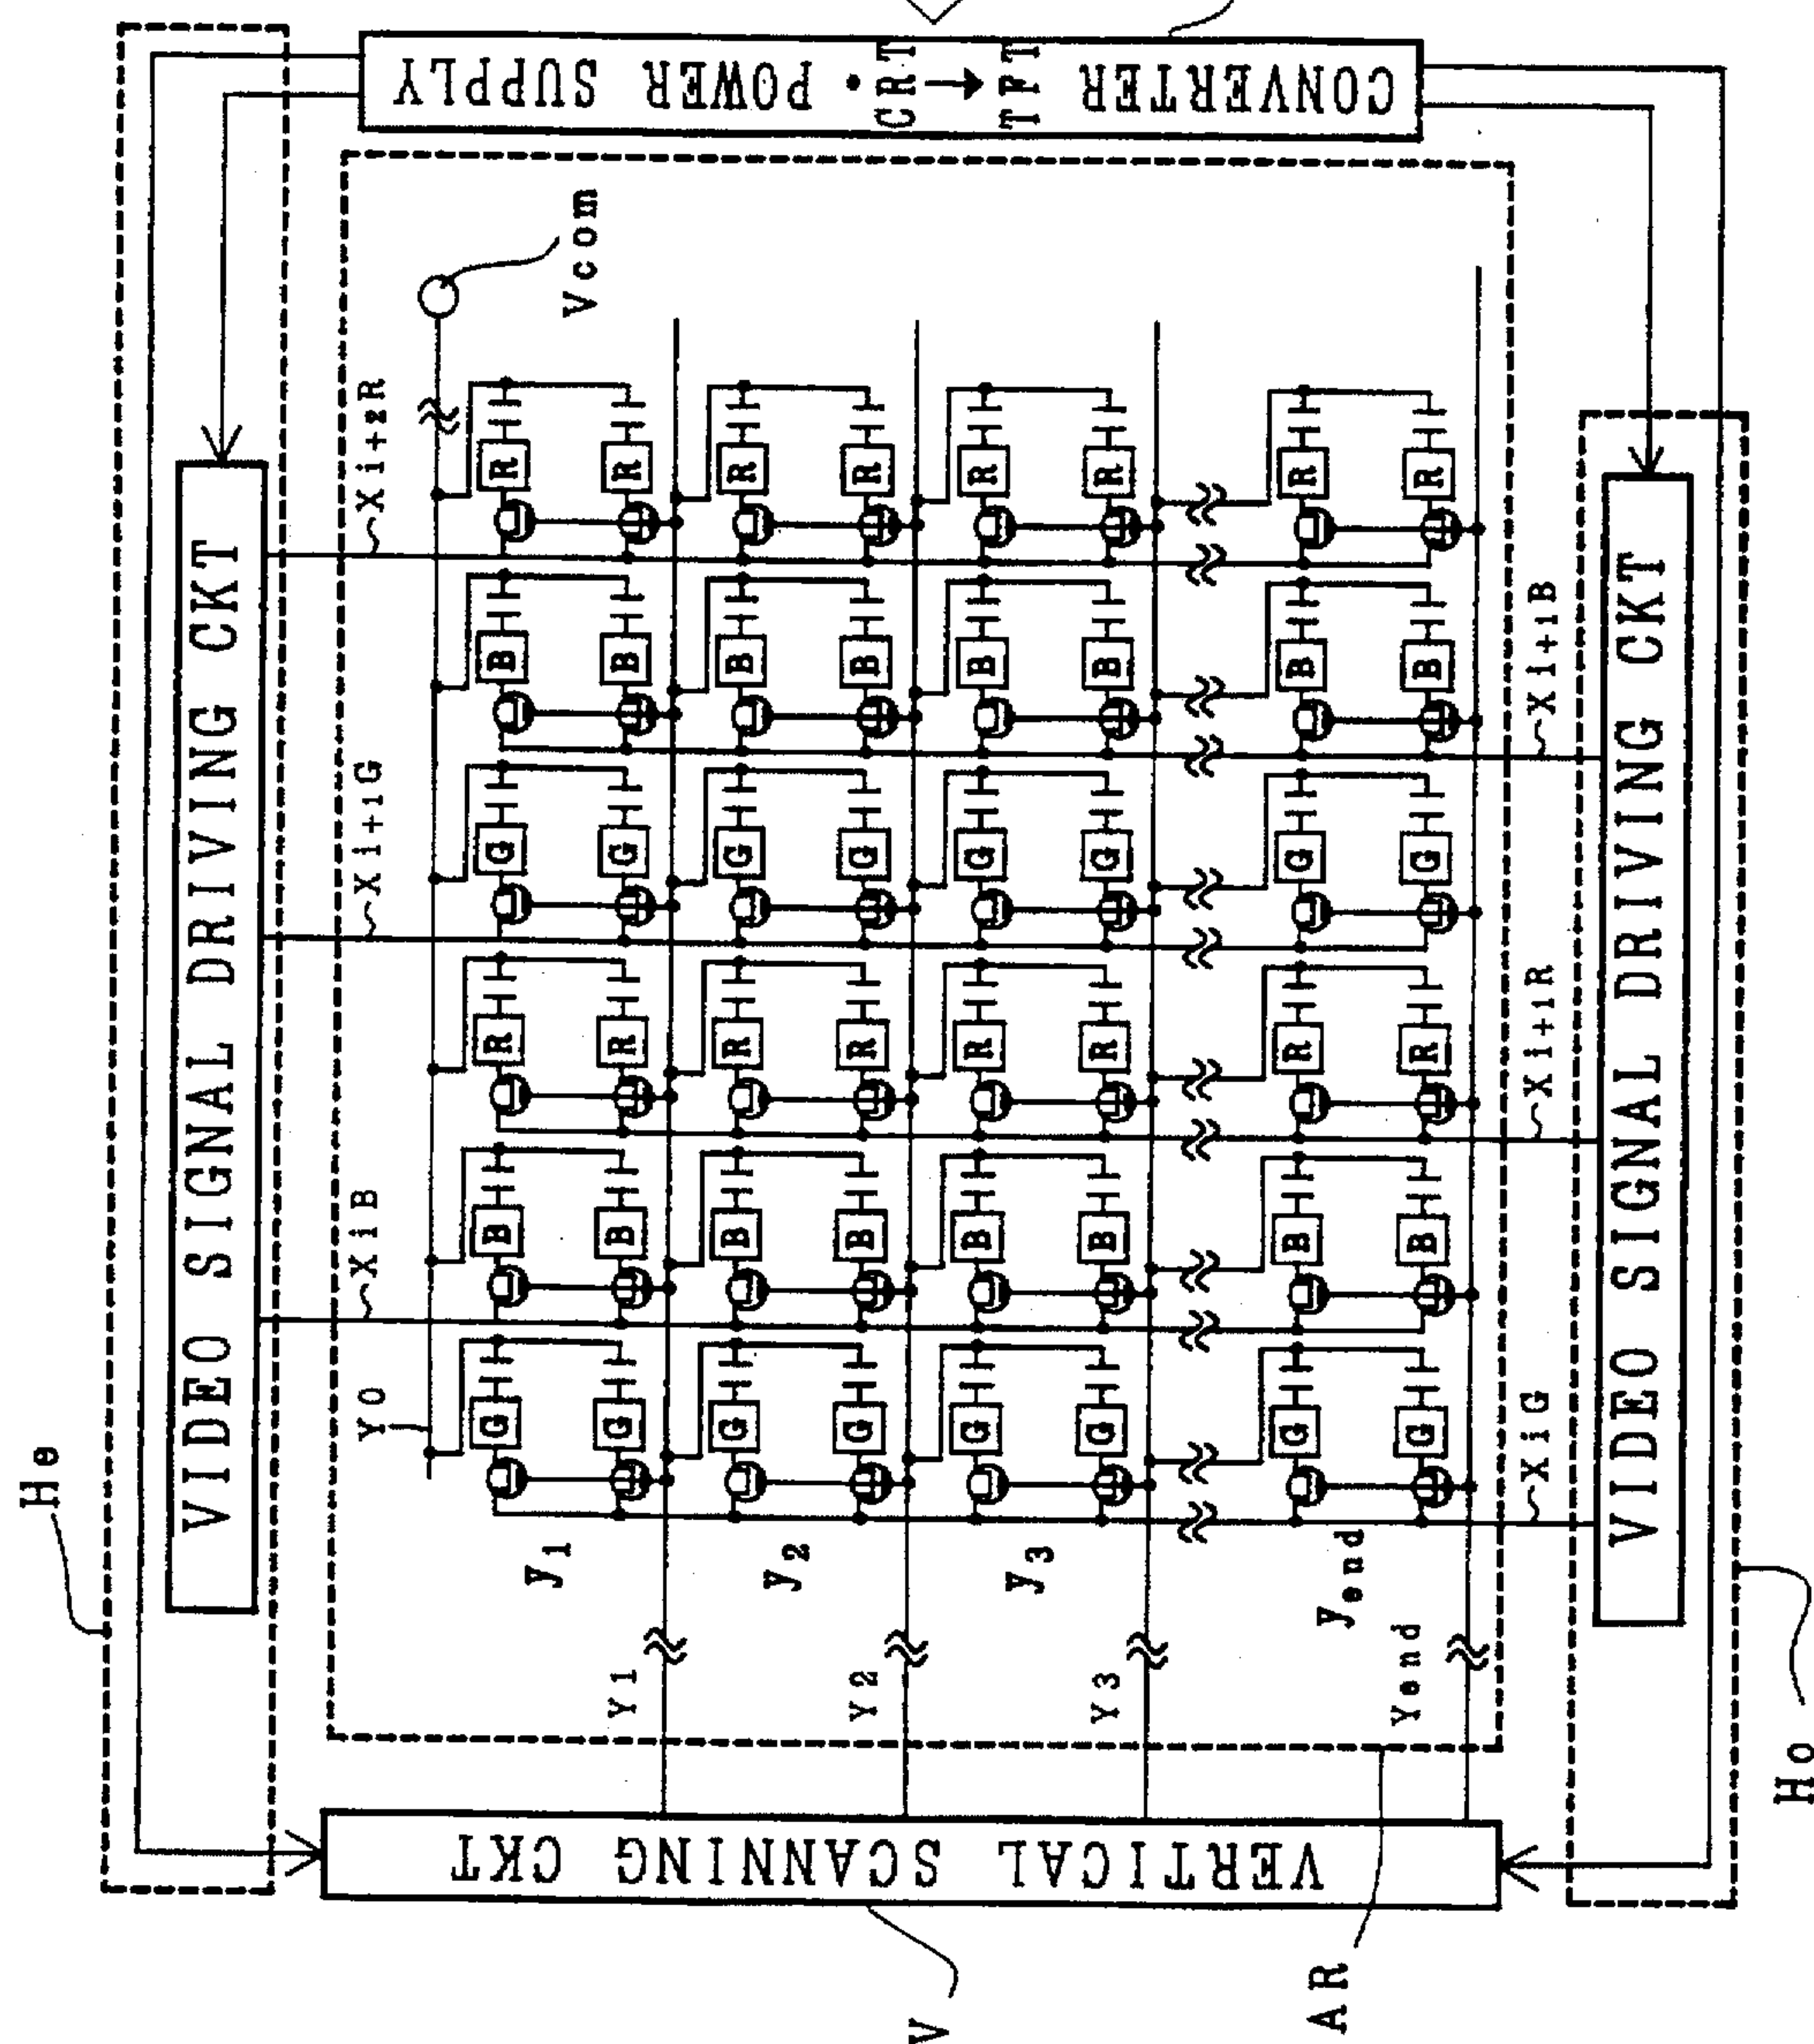 He
VIDEO SIGNAL DRIVING CKT
XiB
Xi+1G
Xi+2R
Y0
Vcom
y1
G B R G B R
G B R G B R
Y1
y2
G B R G B R
G B R G B R
Y2
y3
G B R G B R
G B R G B R
Y3
yend
G B R G B R
G B R G B R
Yend
XiG
Xi+1R
Xi+1B
VIDEO SIGNAL DRIVING CKT
Ho
V
VERTICAL SCANNING CKT
AR
POWER SUPPLY
•
CRT
→
TFT
CONVERTER